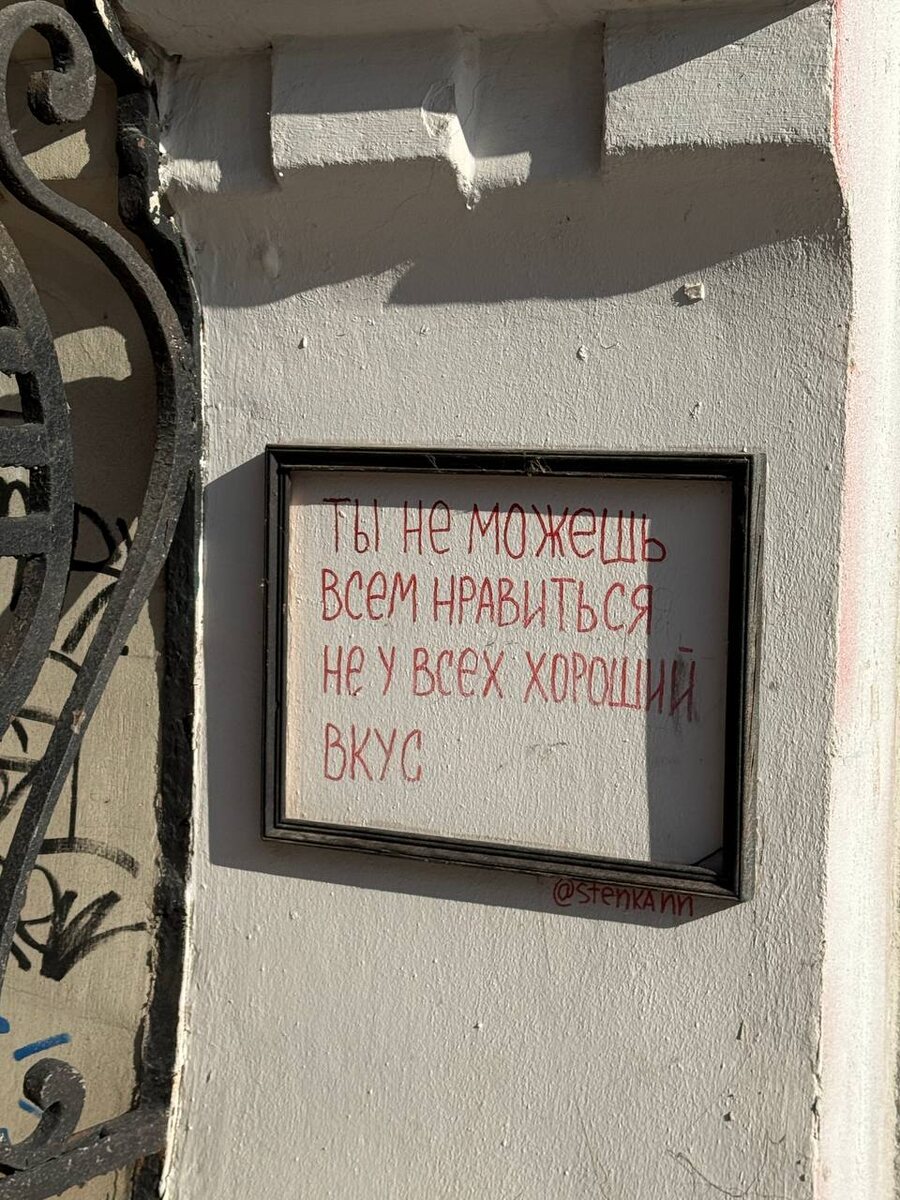 ТЫ НЕ МОЖЕШЬ
ВСЕМ НРАВИТЬСЯ
НЕ У ВСЕХ ХОРОШИЙ
ВКУС
@stenkAnn